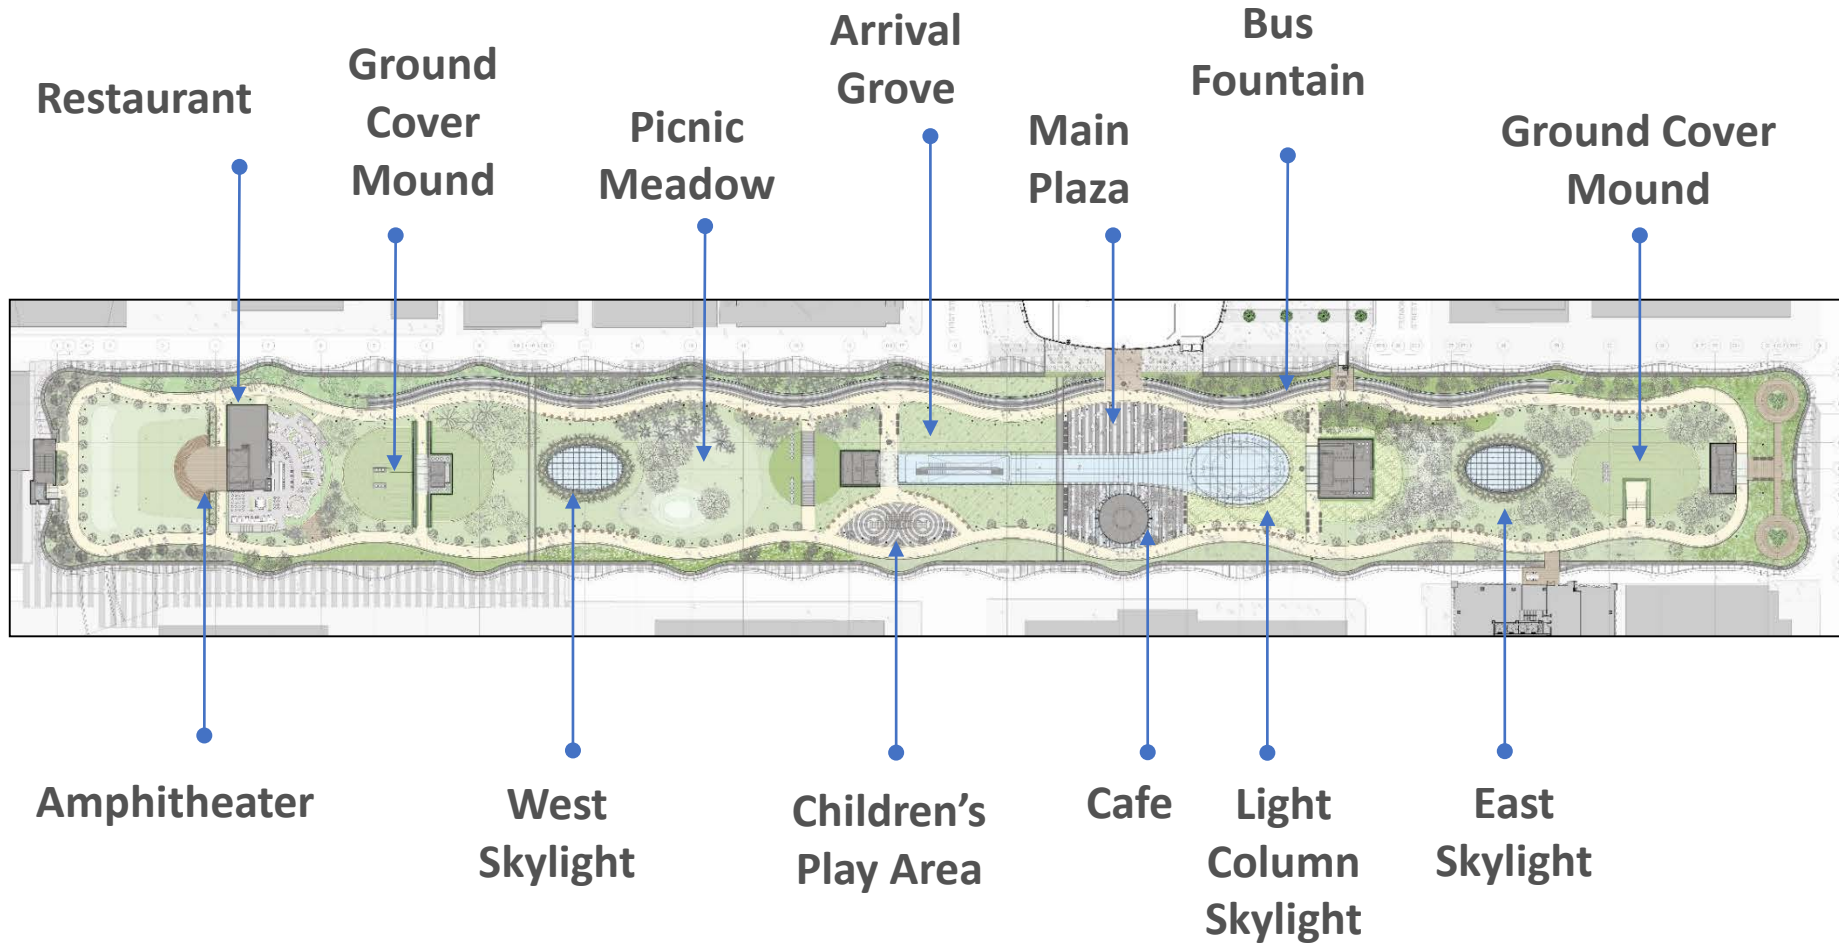 Restaurant
Ground
Cover
Mound
Picnic
Meadow
Arrival
Grove
Main
Plaza
Bus
Fountain
Ground Cover
Mound
Amphitheater
West
Skylight
Children’s
Play Area
Cafe
Light
Column
Skylight
East
Skylight